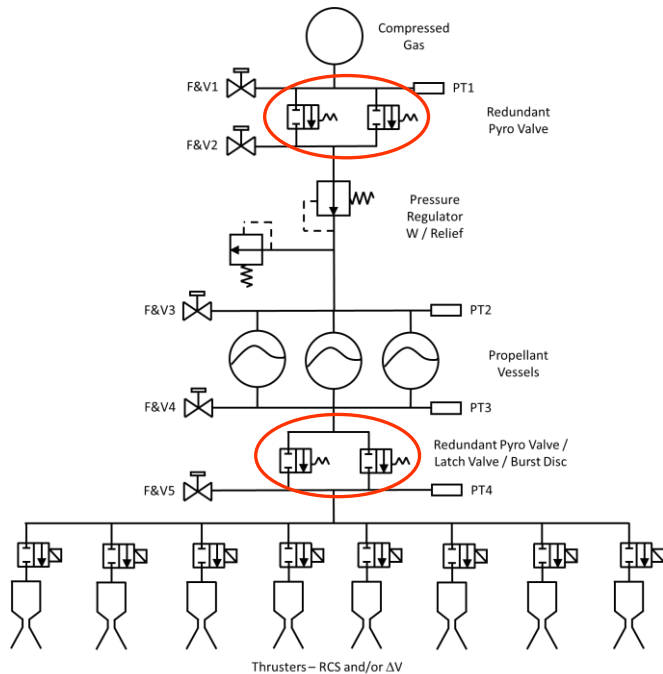 Compressed
Gas
F&V1
PT1
Redundant
Pyro Valve
F&V2
Pressure
Regulator
W / Relief
F&V3
PT2
Propellant
Vessels
F&V4
PT3
Redundant Pyro Valve /
Latch Valve / Burst Disc
F&V5
PT4
Thrusters – RCS and/or ΔV